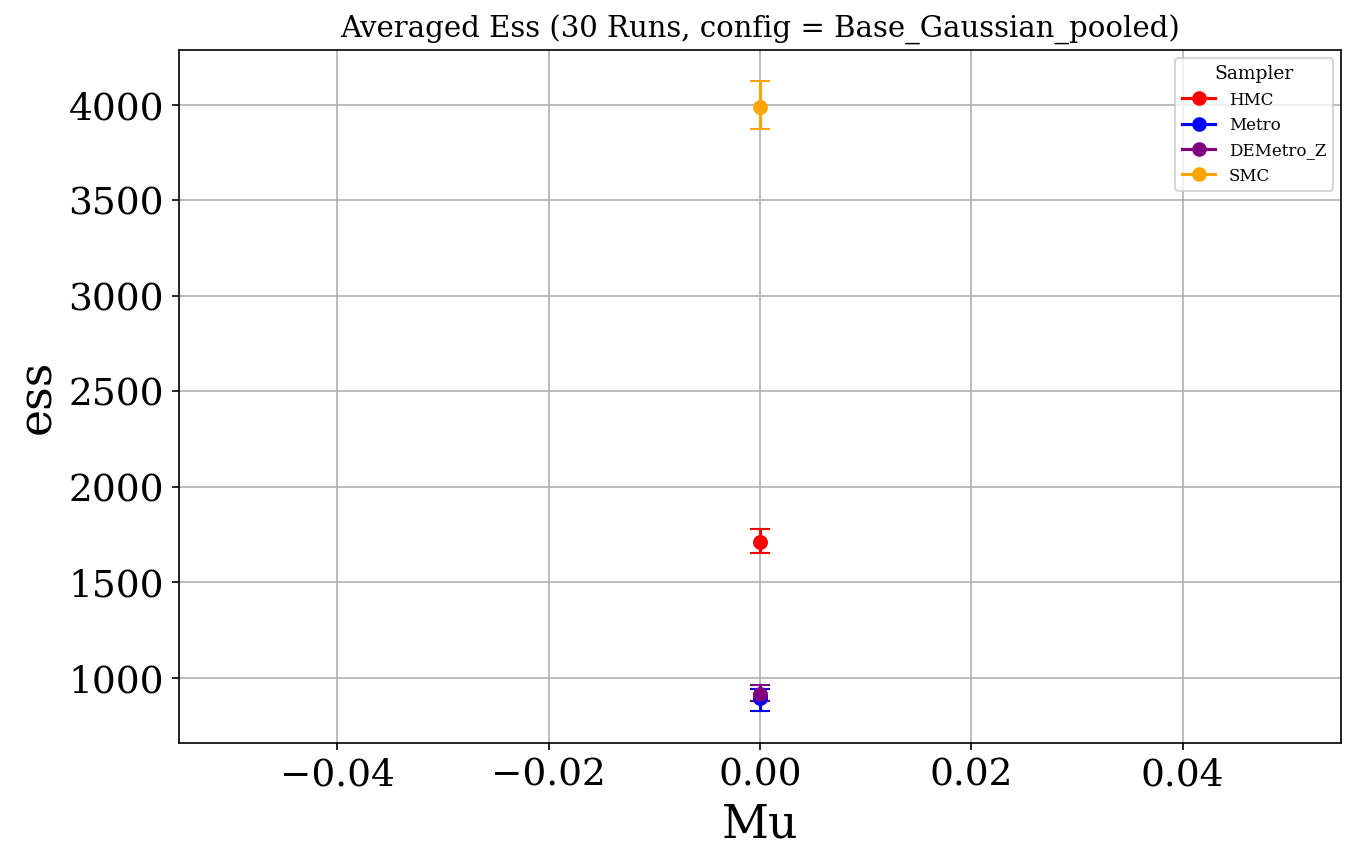 Averaged Ess (30 Runs, config = Base_Gaussian_pooled)
Sampler
HMC
Metro
DEMetro_Z
SMC
4000
3500
3000
2500
2000
1500
1000
ess
−0.04
−0.02
0.00
0.02
0.04
Mu